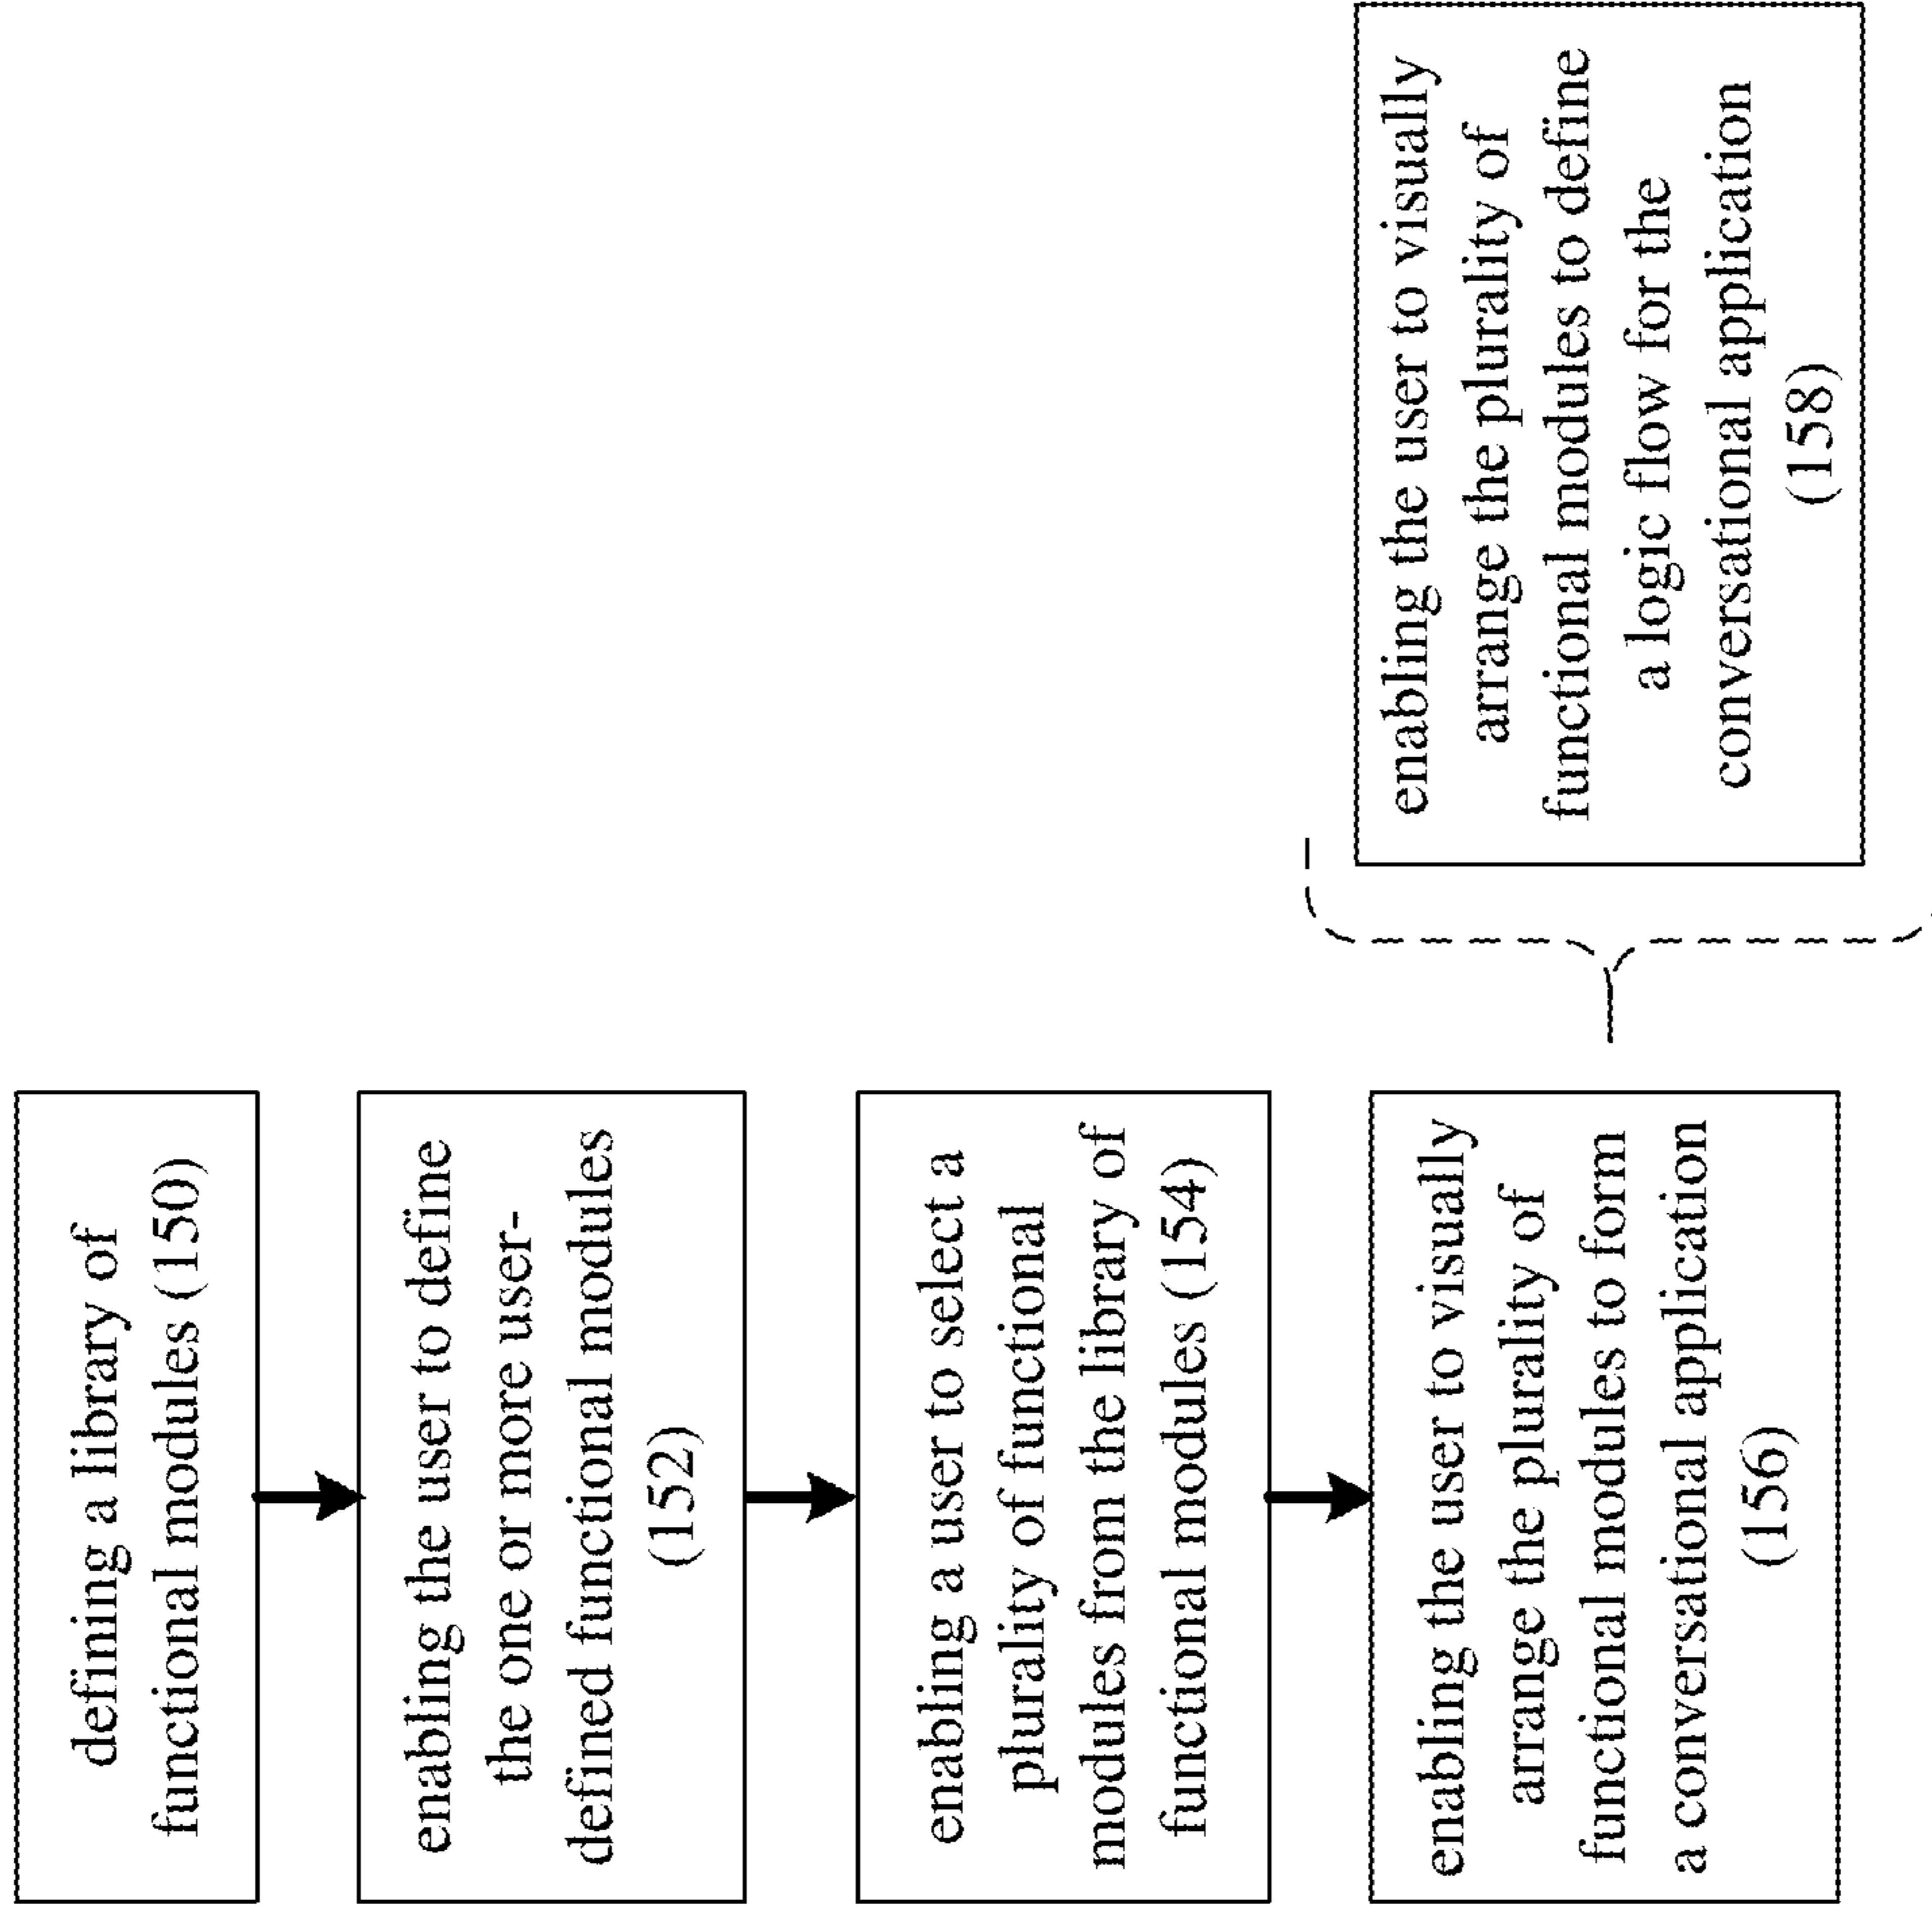 defining a library of
functional modules (150)
enabling the user to define
the one or more user-
defined functional modules
(152)
enabling a user to select a
plurality of functional
modules from the library of
functional modules (154)
enabling the user to visually
arrange the plurality of
functional modules to form
a conversational application
(156)
enabling the user to visually
arrange the plurality of
functional modules to define
a logic flow for the
conversational application
(158)